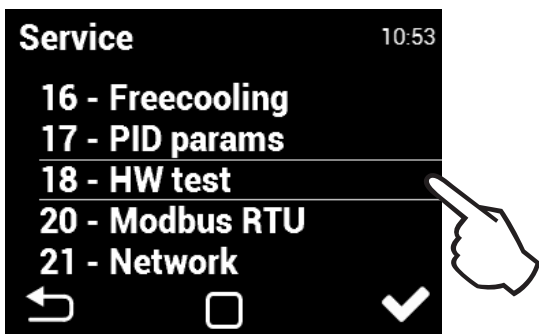 Service 10:53
16 - Freecooling
17 - PID params
18 - HW test
20 - Modbus RTU
21 - Network